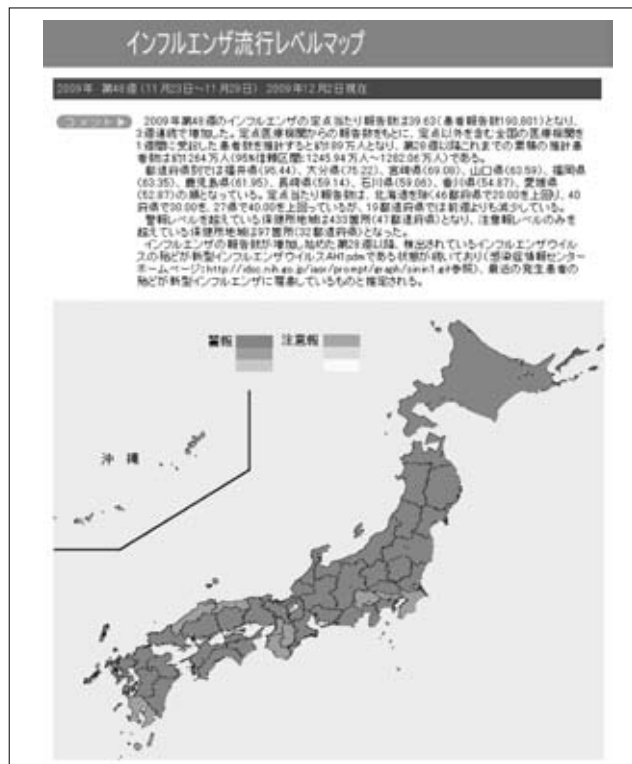 インフルエンザ流行レベルマップ
2009年 第48週(11月23日~11月29日) 2009年12月2日現在
コメント 2009年第48週のインフルエンザの定点当たり報告数は39.63(患者報告数190,801)となり、
3週連続で増加した。定点医療機関からの報告数をもとに、定点以外を含む全国の医療機関を
1週間に受診した患者数を推計すると約189万人となり、第28週以降これまでの累積の推計患
者数は約1264万人(95%信頼区間:1245.94万人~1282.06万人)である。
都道府県別では福井県(96.44)、大分県(75.22)、宮崎県(69.08)、山口県(63.59)、福岡県
(63.35)、鹿児島県(61.95)、長崎県(59.14)、石川県(59.06)、香川県(54.87)、愛媛県
(52.87)の順となっている。定点当たり報告数は、北海道を除く46都府県で20.00を上回り、40
府県で30.00を、27県で40.00を上回っているが、19都道府県では前週よりも減少している。
警報レベルを超えている保健所地域は433箇所(47都道府県)となり、注意報レベルのみを
超えている保健所地域は97箇所(32都道府県)となった。
インフルエンザの報告数が増加し始めた第28週以降、検出されているインフルエンザウイル
スの殆どが新型インフルエンザウイルスAH1pdmである状態が続いており(感染症情報センター
ホームページ:http://idsc.nih.go.jp/iasr/prompt/graph/sinin1.gif参照)、最近の発生患者の
殆どが新型インフルエンザに罹患しているものと推定される。
警報 注意報
沖縄